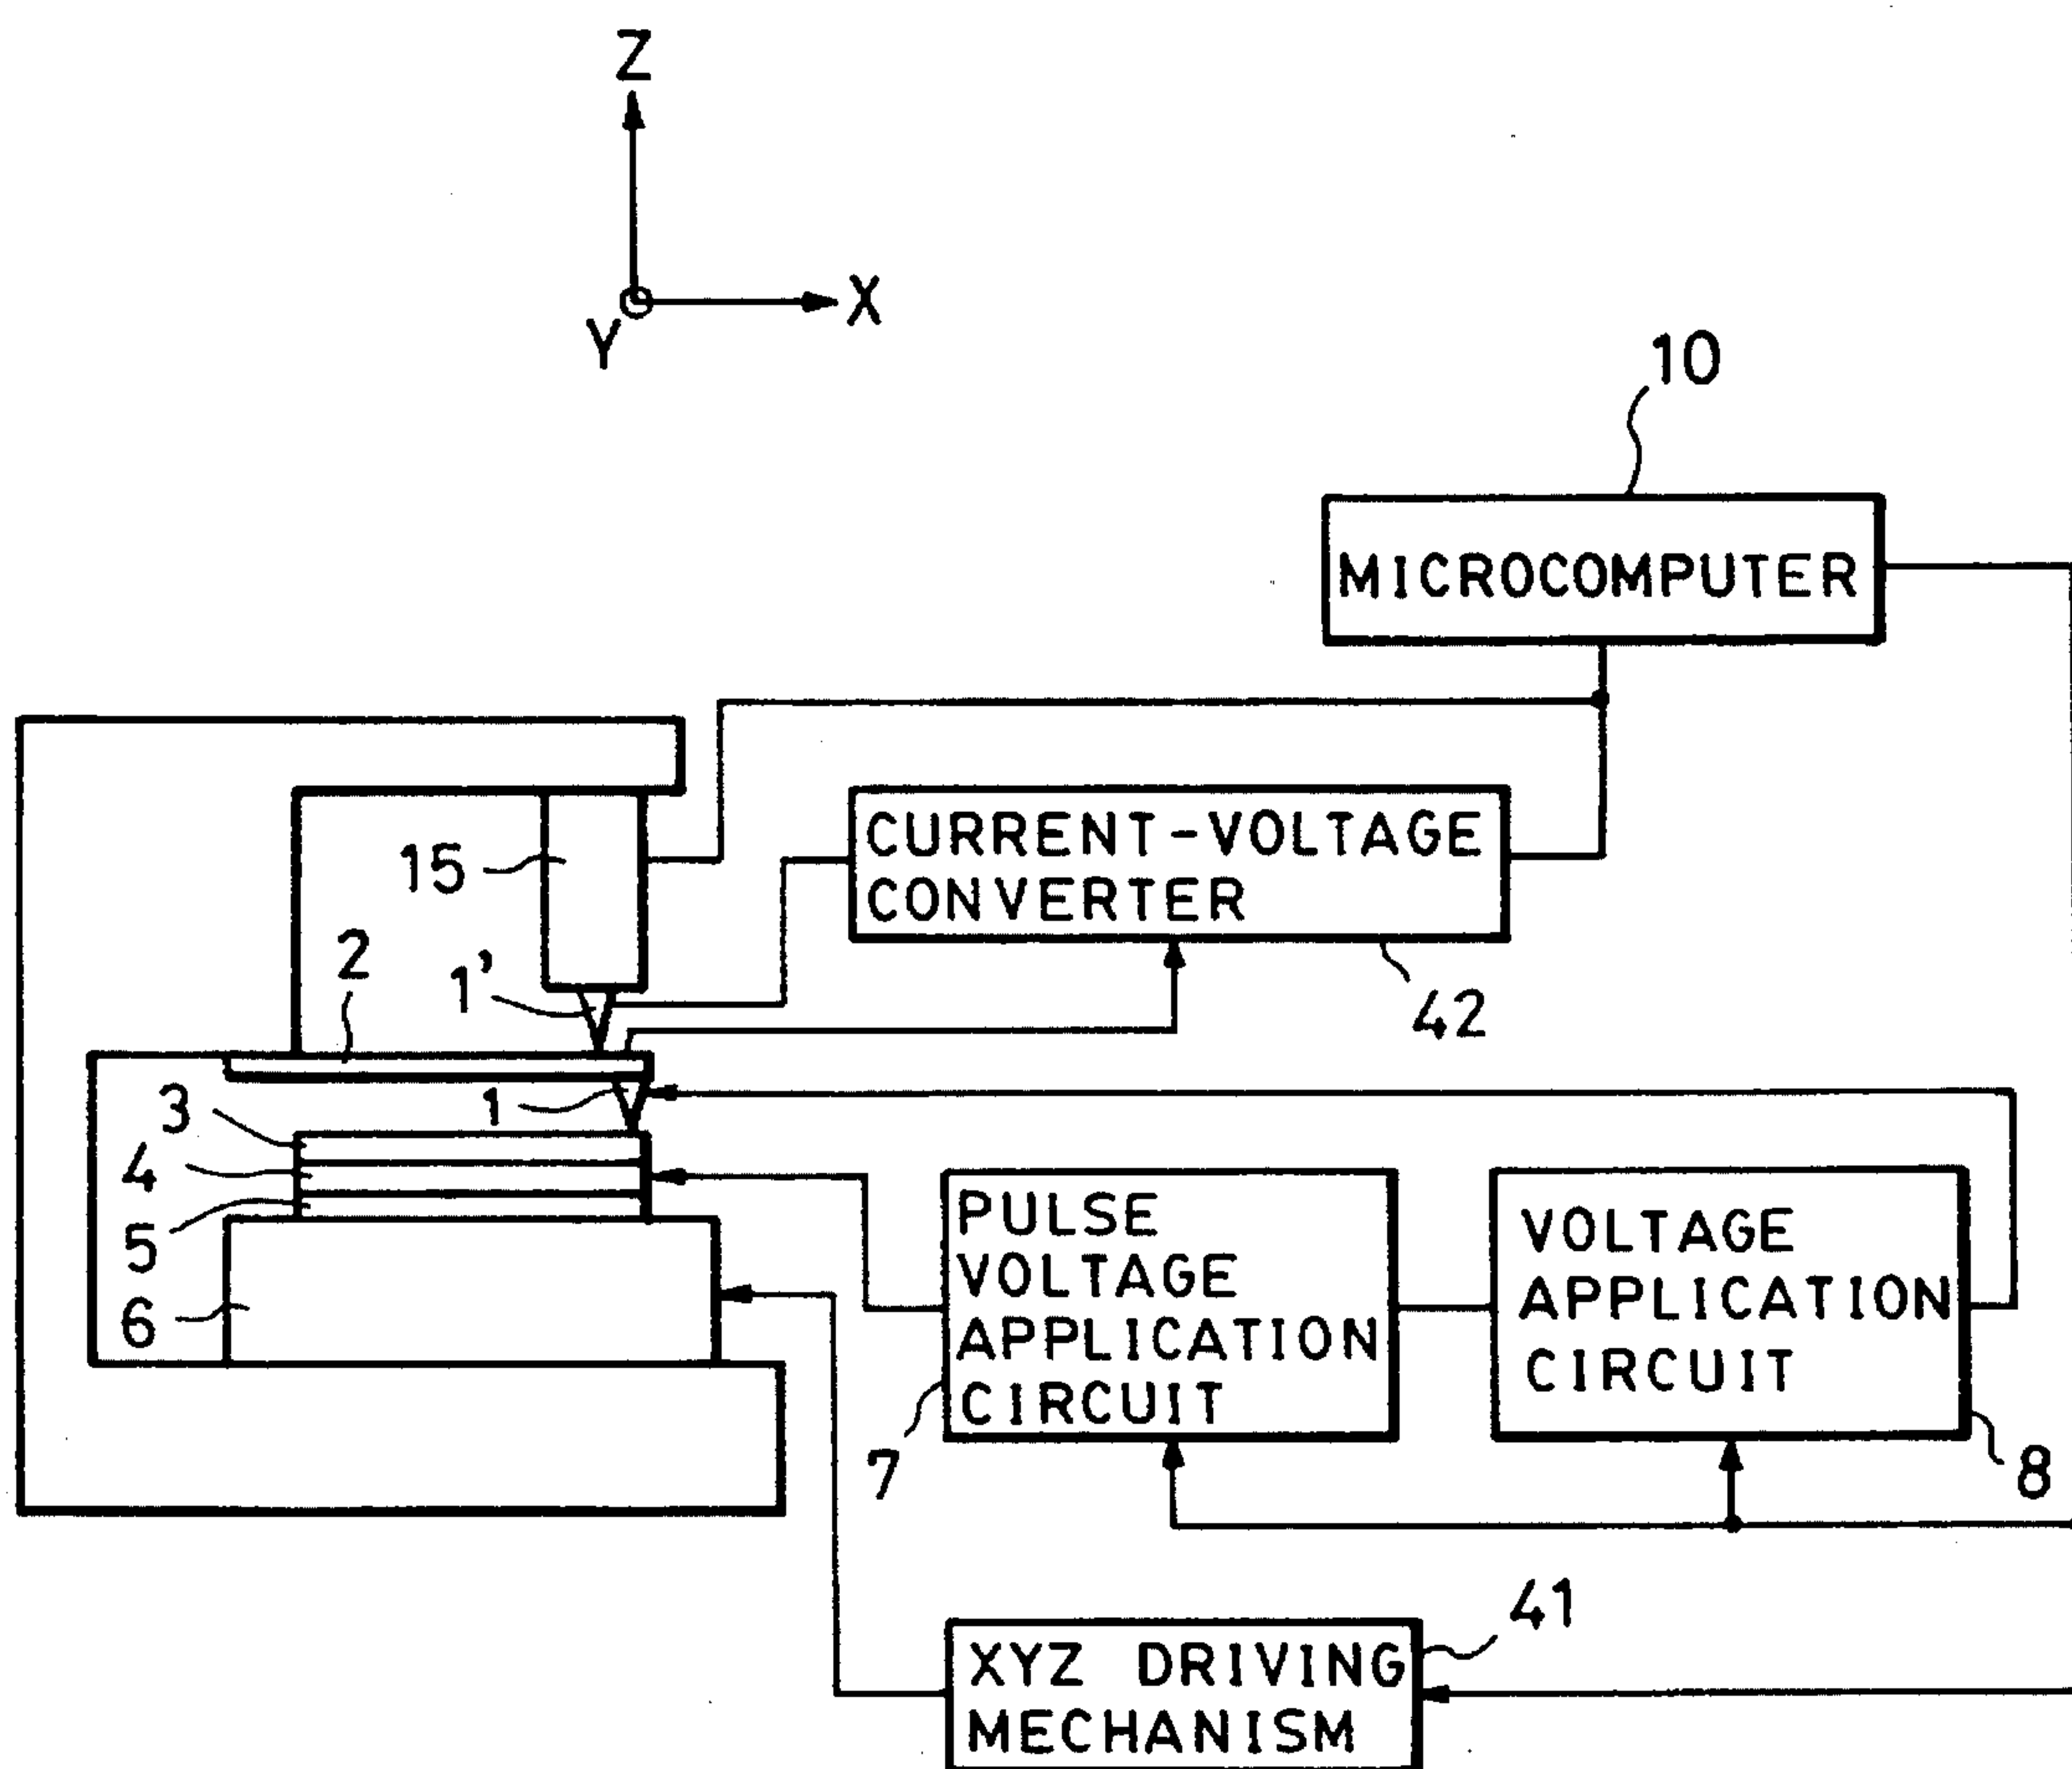 Z
X
Y
10
MICROCOMPUTER
15
CURRENT-VOLTAGE
CONVERTER
2
1'
42
1
3
4
5
6
PULSE
VOLTAGE
APPLICATION
CIRCUIT
7
VOLTAGE
APPLICATION
CIRCUIT
8
41
XYZ DRIVING
MECHANISM